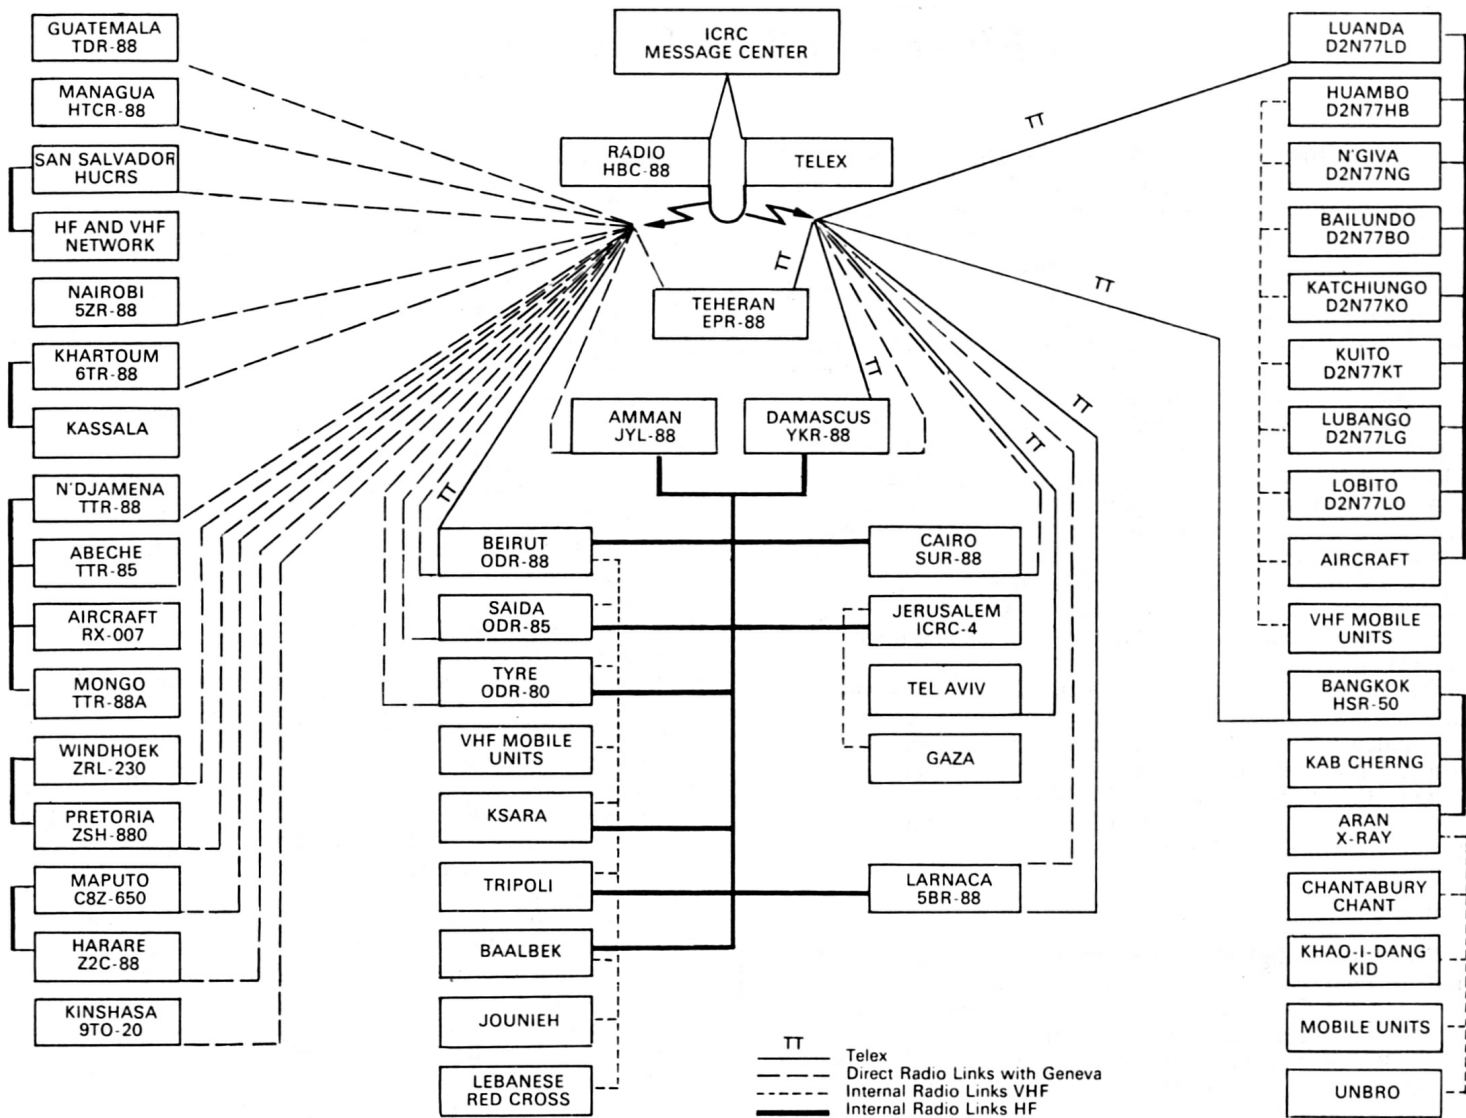 GUATEMALA
TDR-88
MANAGUA
HTCR-88
SAN SALVADOR
HUCRS
HF AND VHF
NETWORK
NAIROBI
5ZR-88
KHARTOUM
6TR-88
KASSALA
N'DJAMENA
TTR-88
ABECHE
TTR-85
AIRCRAFT
RX-007
MONGO
TTR-88A
WINDHOEK
ZRL-230
PRETORIA
ZSH-880
MAPUTO
C8Z-650
HARARE
Z2C-88
KINSHASA
9TO-20
ICRC
MESSAGE CENTER
RADIO
HBC-88
TELEX
TEHERAN
EPR-88
AMMAN
JYL-88
DAMASCUS
YKR-88
TT
TT
TT
TT
TT
TT
TT
BEIRUT
ODR-88
SAIDA
ODR-85
TYRE
ODR-80
VHF MOBILE
UNITS
KSARA
TRIPOLI
BAALBEK
JOUNIEH
LEBANESE
RED CROSS
CAIRO
SUR-88
JERUSALEM
ICRC-4
TEL AVIV
GAZA
LARNACA
5BR-88
LUANDA
D2N77LD
HUAMBO
D2N77HB
N'GIVA
D2N77NG
BAILUNDO
D2N77BO
KATCHIUNGO
D2N77KO
KUITO
D2N77KT
LUBANGO
D2N77LG
LOBITO
D2N77LO
AIRCRAFT
VHF MOBILE
UNITS
BANGKOK
HSR-50
KAB CHERNG
ARAN
X-RAY
CHANTABURY
CHANT
KHAO-I-DANG
KID
MOBILE UNITS
UNBRO
TT
Telex
Direct Radio Links with Geneva
Internal Radio Links VHF
Internal Radio Links HF